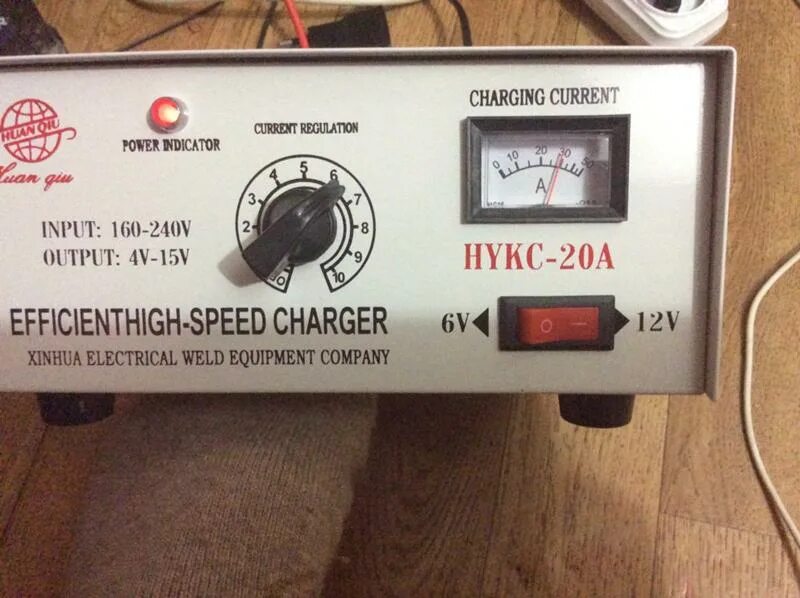 HUAN QIU
Huan qiu
POWER INDICATOR
CURRENT REGULATION
0 2 3 4 5 6 7 8 9 10
CHARGING CURRENT
0 10 20 30 50
A
INPUT: 160-240V
OUTPUT: 4V-15V
HYKC-20A
EFFICIENTHIGH-SPEED CHARGER
6V 12V
XINHUA ELECTRICAL WELD EQUIPMENT COMPANY